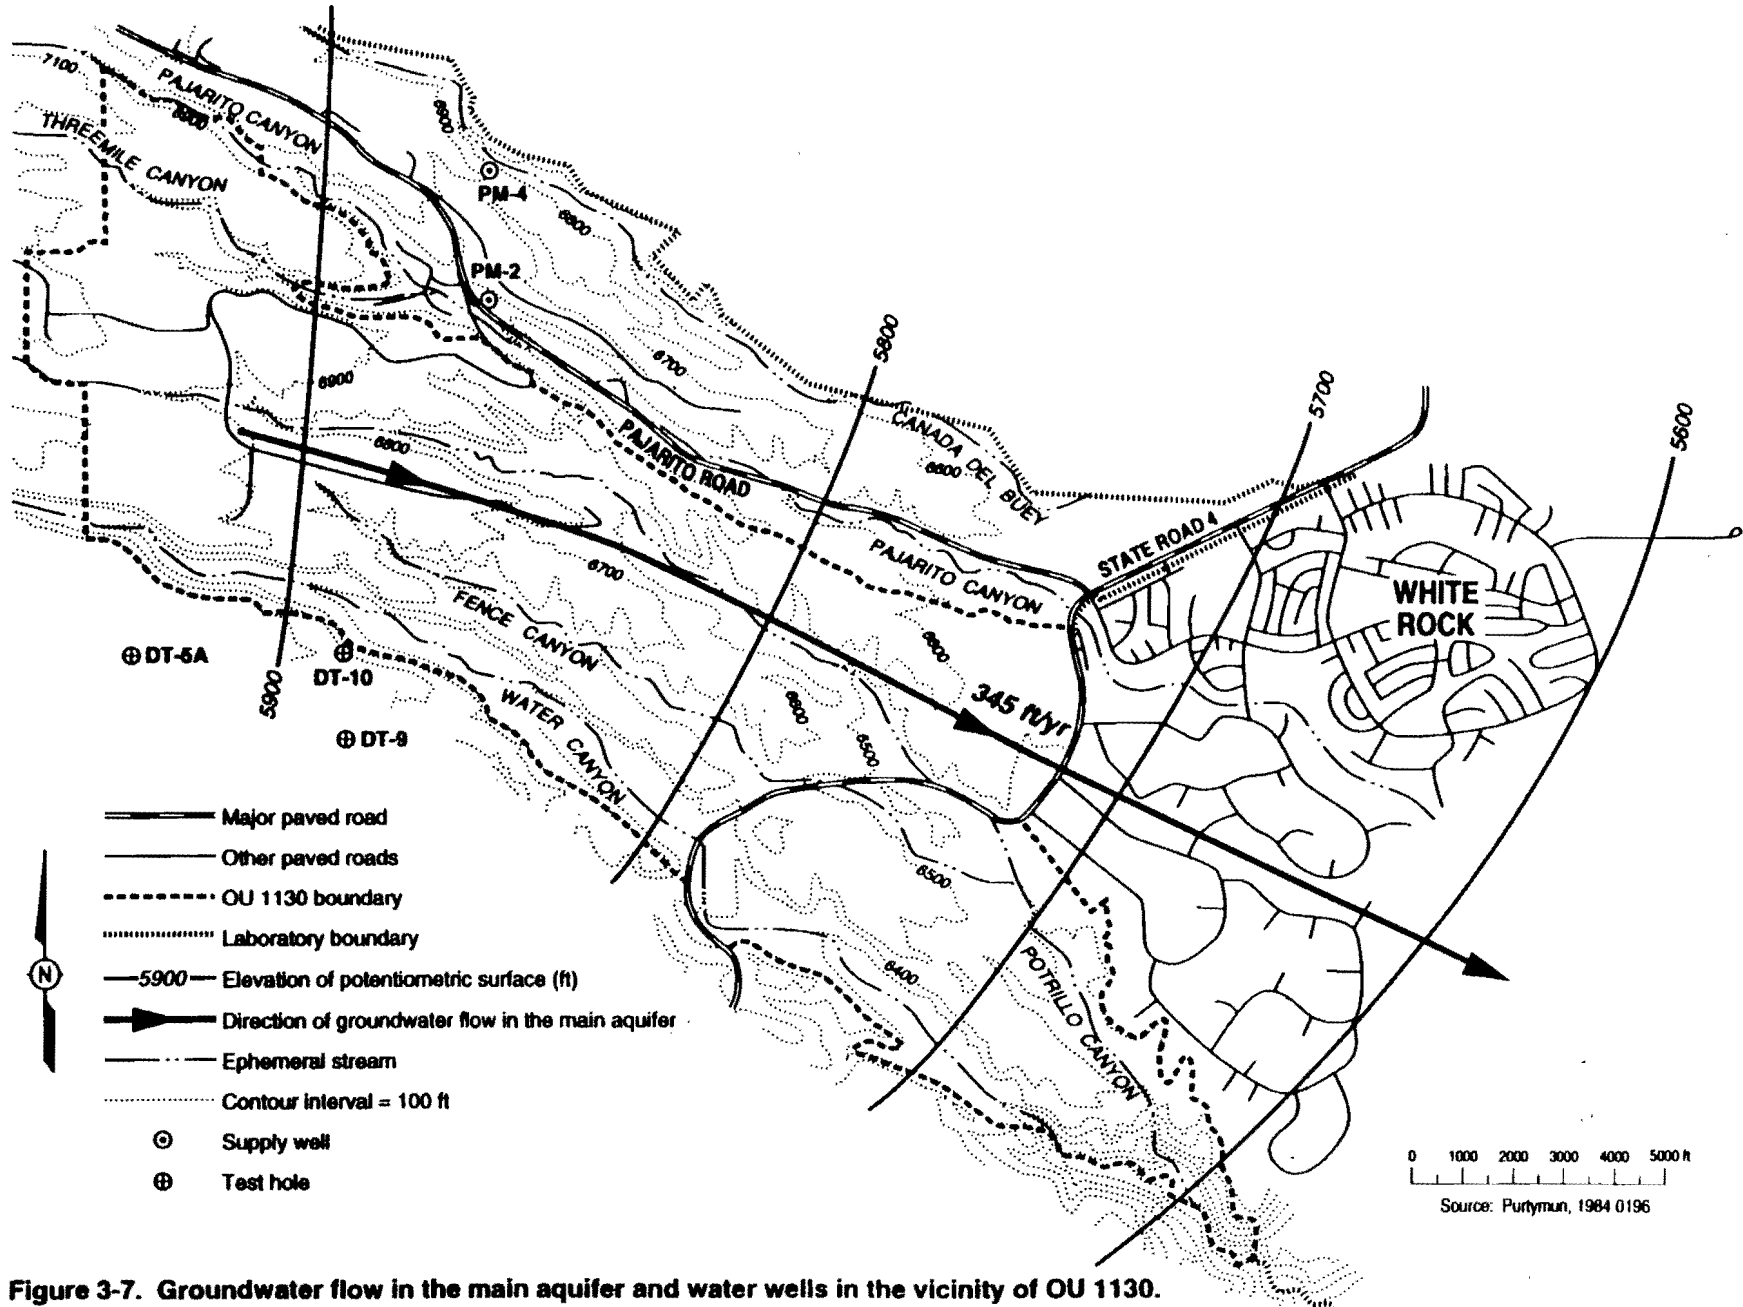 7100
PAJARITO CANYON
6900
THREEMILE CANYON
6900
PM-4
6800
PM-2
5800
6700
5700
6900
5600
CANADA DEL BUEY
6800
PAJARITO ROAD
6600
STATE ROAD 4
PAJARITO CANYON
6700
WHITE
ROCK
FENCE CANYON
6600
DT-5A
DT-10
5900
WATER CANYON
345 ft/yr
6600
DT-9
6500
Major paved road
Other paved roads
6500
OU 1130 boundary
Laboratory boundary
N
5900
Elevation of potentiometric surface (ft)
6400
POTRILLO CANYON
Direction of groundwater flow in the main aquifer
Ephemeral stream
Contour interval = 100 ft
Supply well
Test hole
0 1000 2000 3000 4000 5000 ft
Source: Purtymun, 1984 0196
Figure 3-7. Groundwater flow in the main aquifer and water wells in the vicinity of OU 1130.